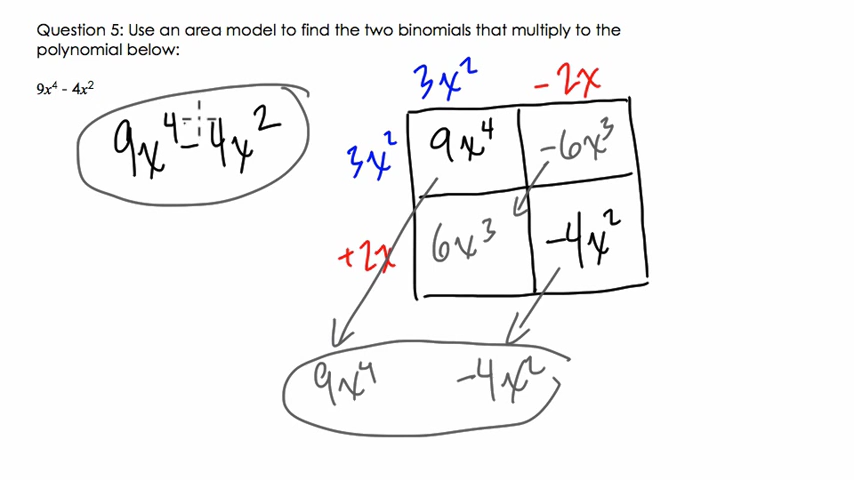 Question 5: Use an area model to find the two binomials that multiply to the
polynomial below:
9x⁴ - 4x²
9x⁴ - 4x²
3x² - 2x
3x² 9x⁴ -6x³
+2x 6x³ -4x²
9x⁴ -4x²